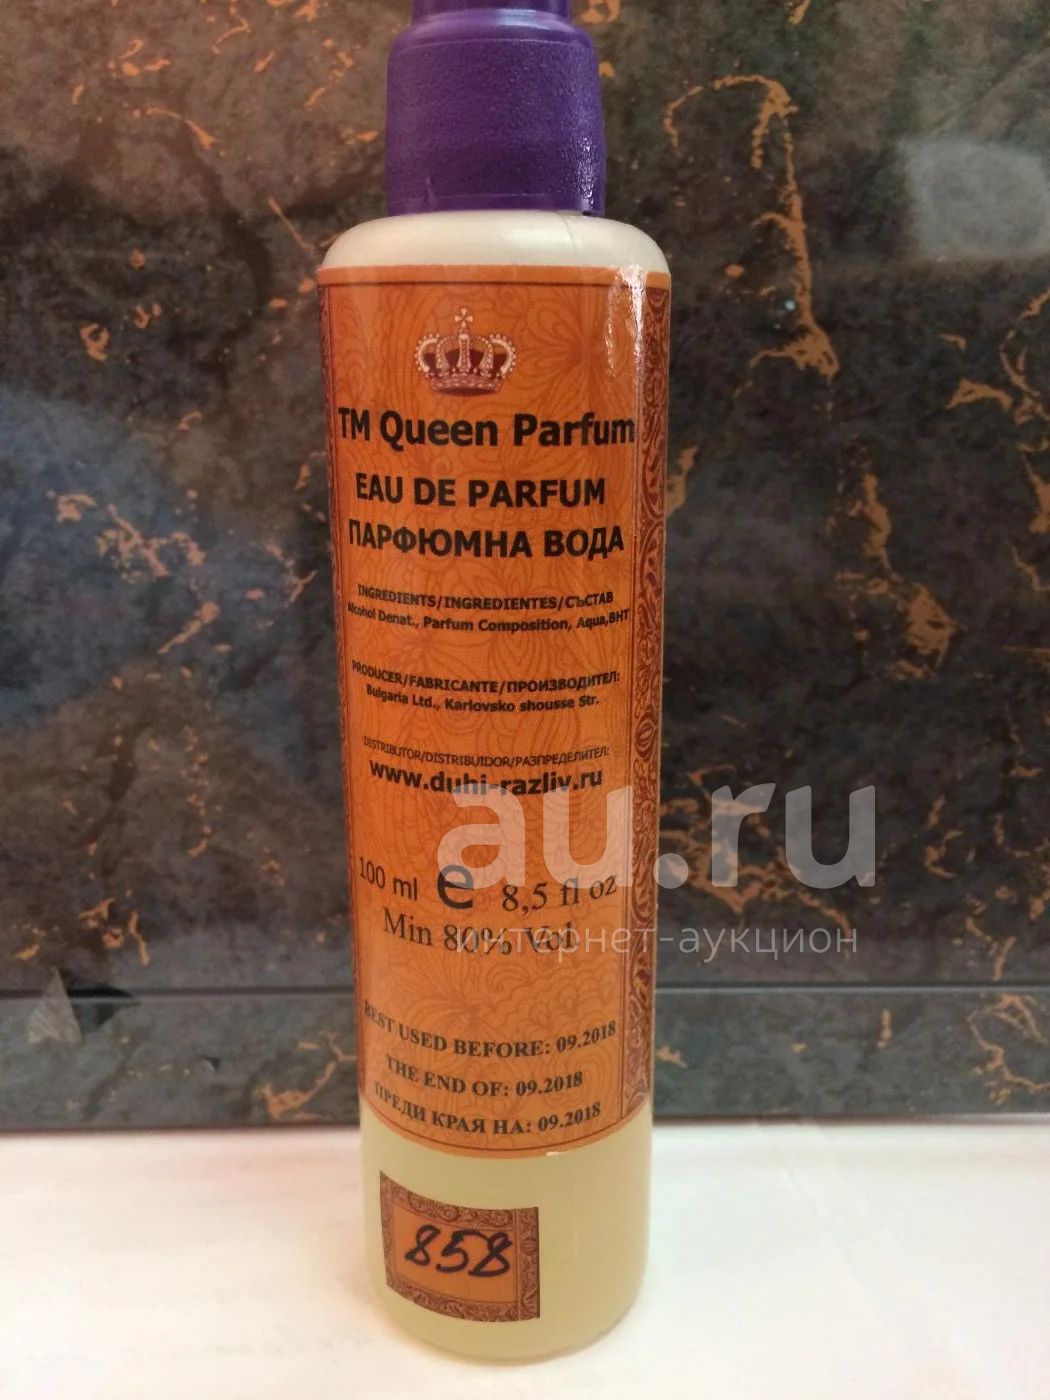 TM Queen Parfum
EAU DE PARFUM
ПАРФЮМНА ВОДА
INGREDIENTS/INGREDIENTES/СЪСТАВ
Alcohol Denat., Parfum Composition, Aqua,BHT
PRODUCER/FABRICANTE/ПРОИЗВОДИТЕЛ:
Bulgaria Ltd., Karlovsko shousse Str.
DISTRIBUTOR/DISTRIBUIDOR/РАЗПРЕДЕЛИТЕЛ:
www.duhi-razliv.ru
au.ru
100 ml e 8,5 fl oz
Min 80% Vol.
интернет-аукцион
BEST USED BEFORE: 09.2018
THE END OF: 09.2018
ПРЕДИ КРАЯ НА: 09.2018
858